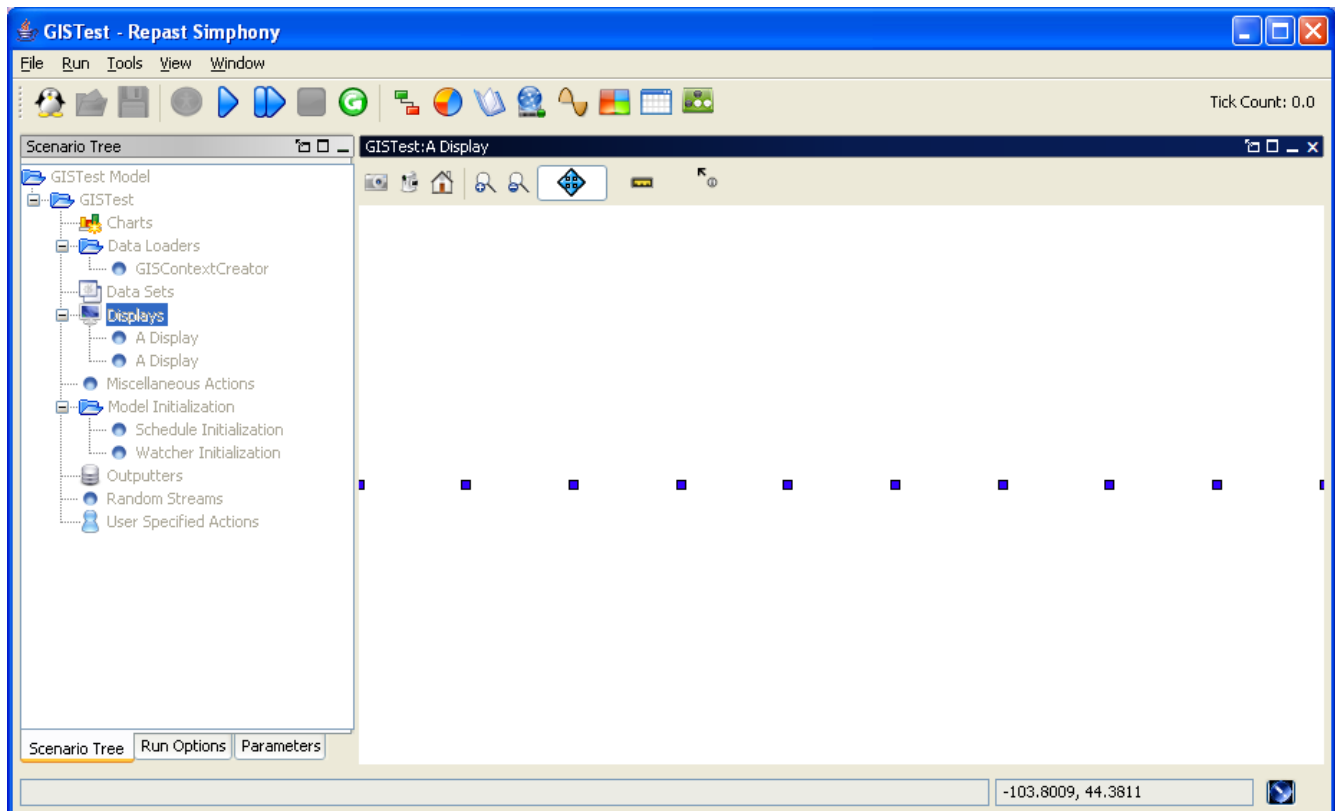 GISTest - Repast Simphony
File Run Tools View Window
Tick Count: 0.0
Scenario Tree
GISTest:A Display
GISTest Model
GISTest
Charts
Data Loaders
GISContextCreator
Data Sets
Displays
A Display
A Display
Miscellaneous Actions
Model Initialization
Schedule Initialization
Watcher Initialization
Outputters
Random Streams
User Specified Actions
Scenario Tree Run Options Parameters
-103.8009, 44.3811